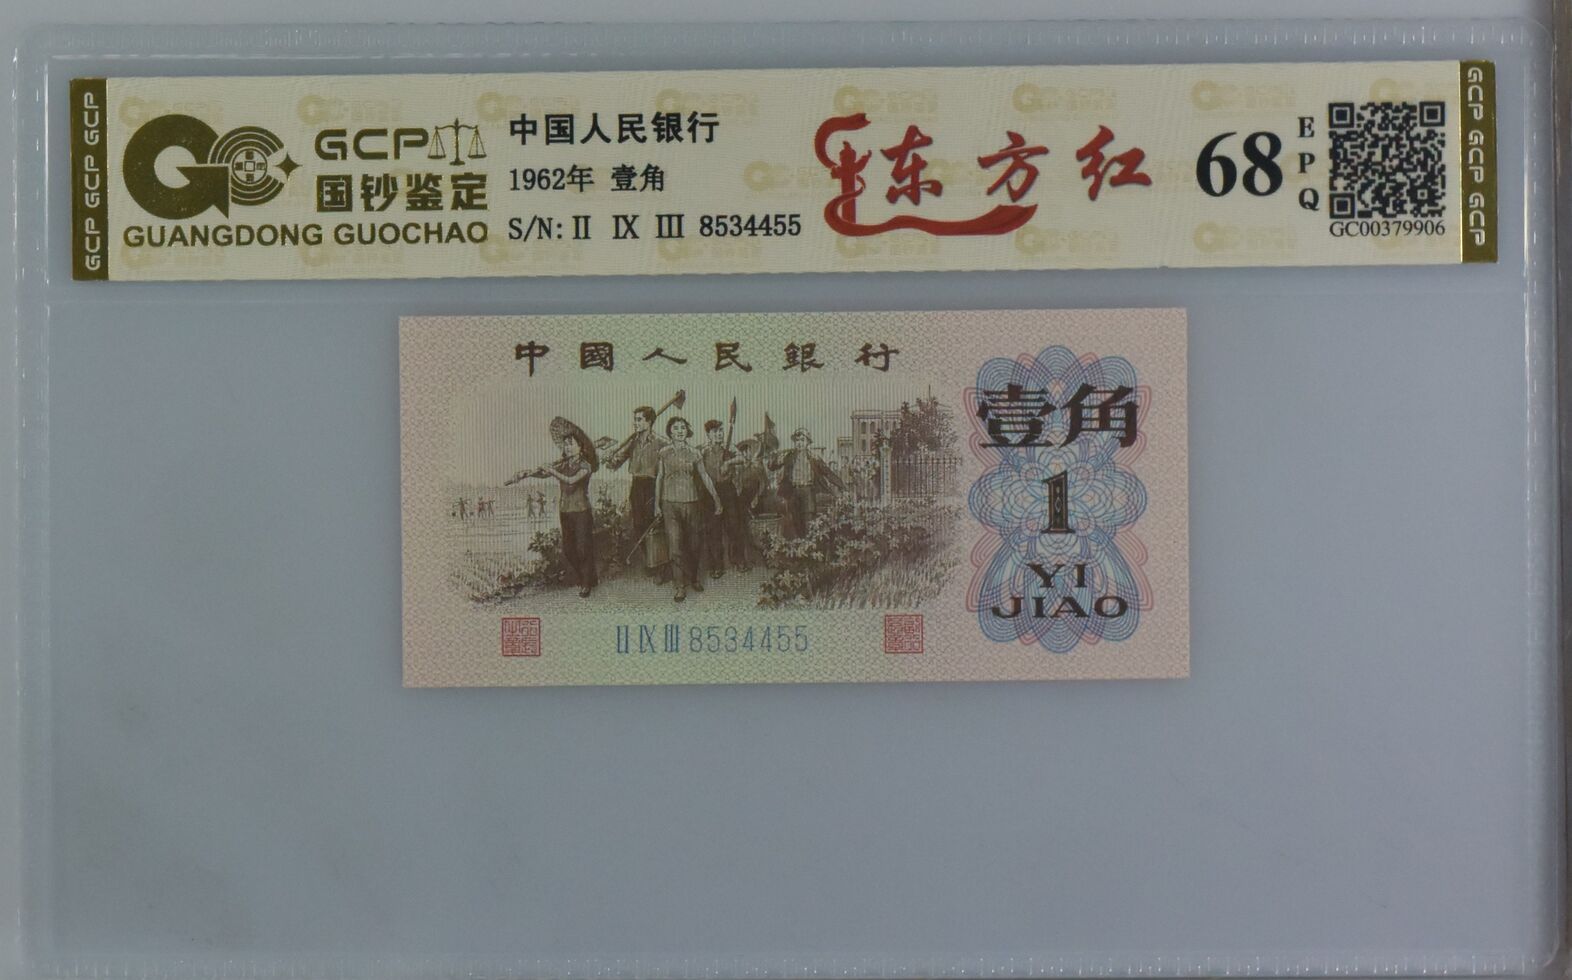 GCP GCP GCP
GCP
国钞鉴定
GUANGDONG GUOCHAO
中国人民银行
1962年 壹角
S/N: II IX III 8534455
东方红
68
EPQ
GC00379906
GCP GCP GCP
中國人民銀行
壹角
1
YI
JIAO
II IX III 8534455